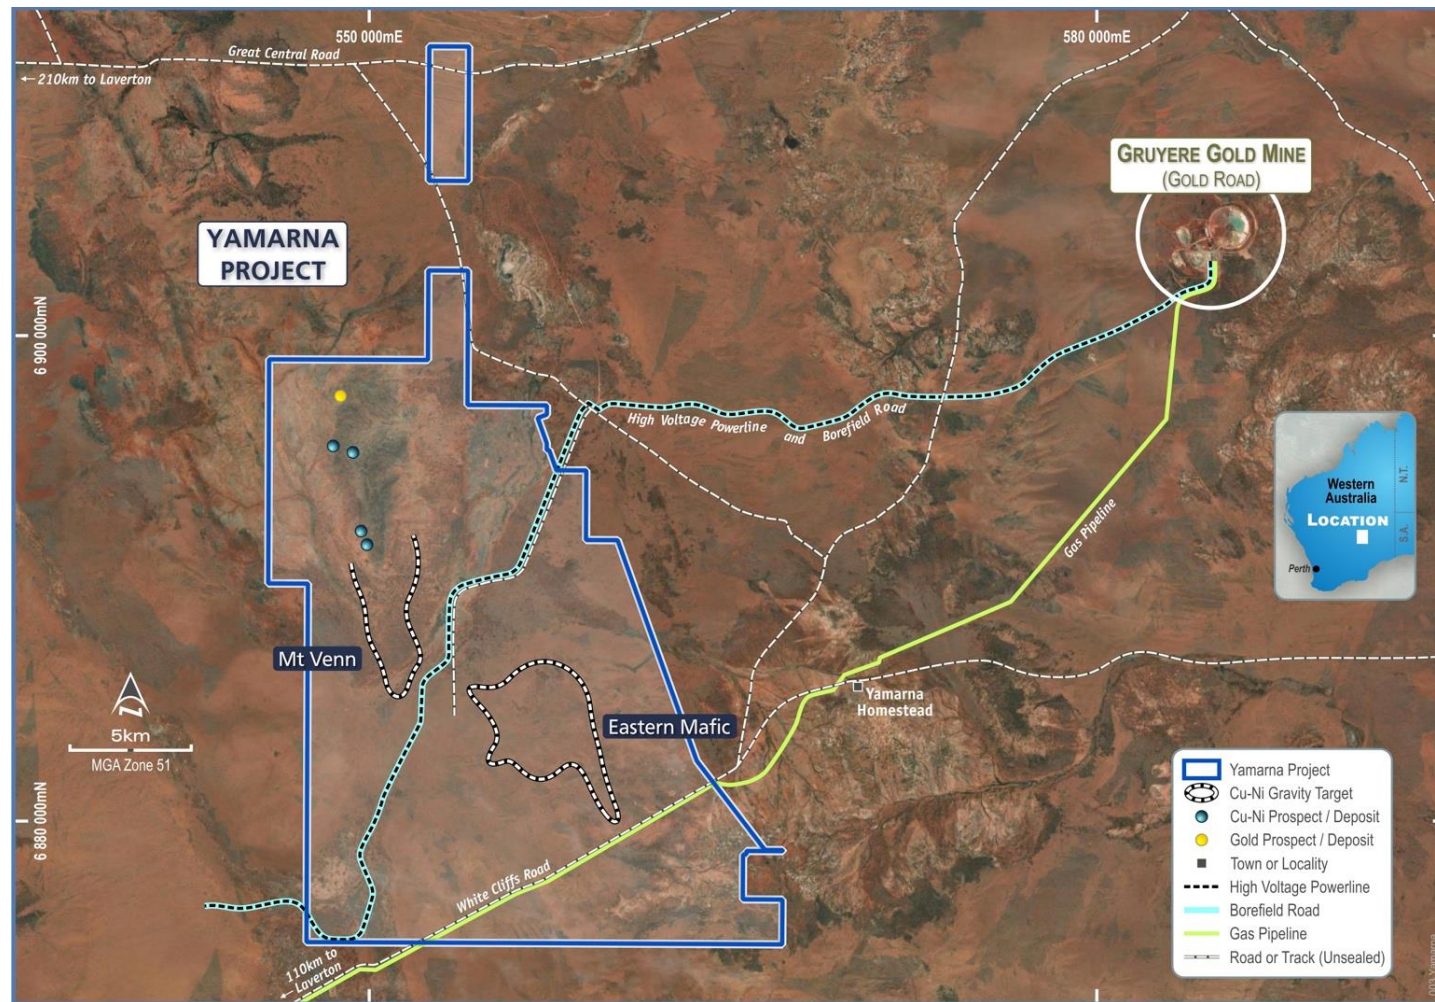 550 000mE
580 000mE
Great Central Road
← 210km to Laverton
GRUYERE GOLD MINE
(GOLD ROAD)
YAMARNA
PROJECT
6 900 000mN
High Voltage Powerline and Borefield Road
Gas Pipeline
Western
Australia
LOCATION
N.T.
S.A.
Perth
Mt Venn
Yamarna
Homestead
Eastern Mafic
5km
MGA Zone 51
6 880 000mN
White Cliffs Road
110km to
← Laverton
Yamarna Project
Cu-Ni Gravity Target
Cu-Ni Prospect / Deposit
Gold Prospect / Deposit
Town or Locality
High Voltage Powerline
Borefield Road
Gas Pipeline
Road or Track (Unsealed)